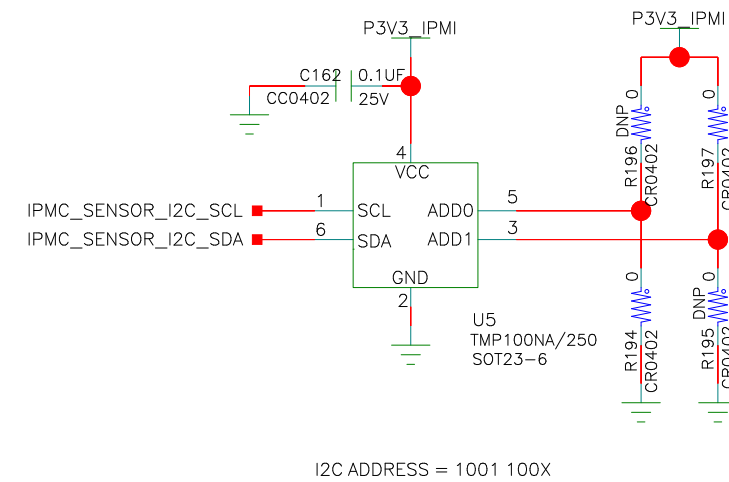 P3V3_IPMI
P3V3_IPMI
C162 0.1UF
CC0402 25V
0
0
DNP
R196
CR0402
R197
CR0402
4
VCC
IPMC_SENSOR_I2C_SCL 1 SCL ADD0 5
IPMC_SENSOR_I2C_SDA 6 SDA ADD1 3
GND
2
0
0
DNP
R194
CR0402
R195
CR0402
U5
TMP100NA/250
SOT23-6
I2C ADDRESS = 1001 100X